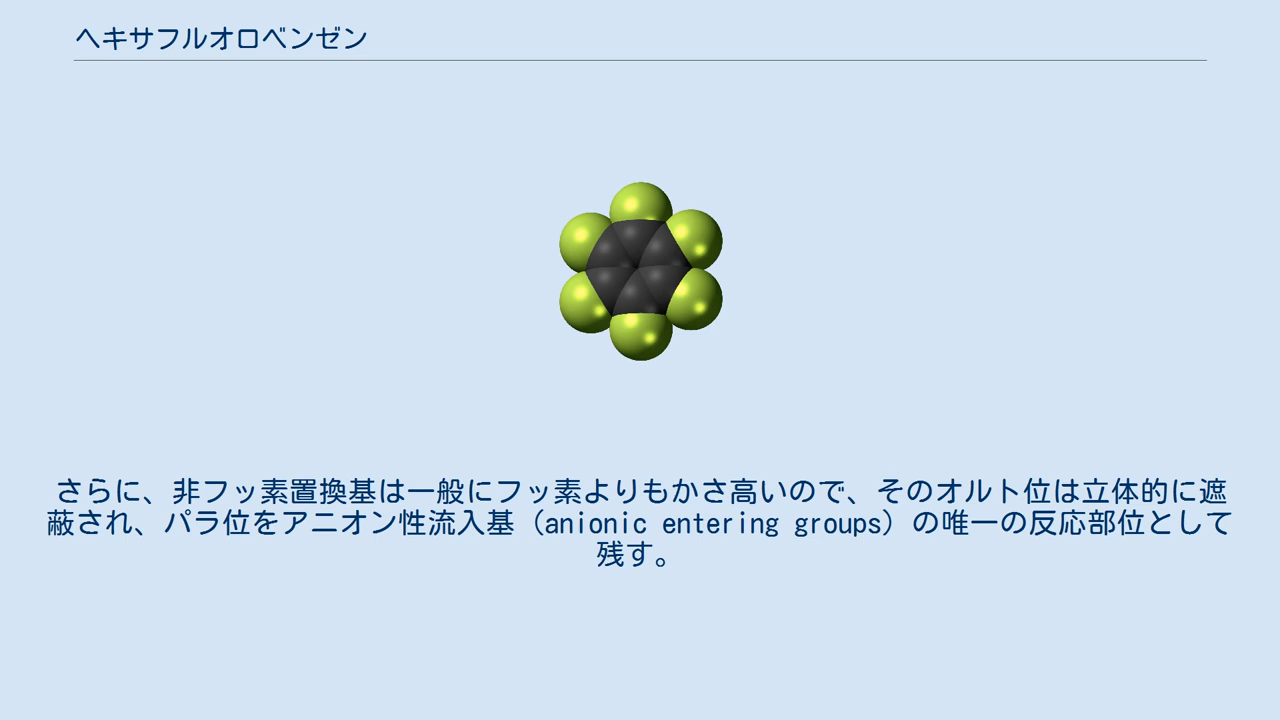 ヘキサフルオロベンゼン
さらに、非フッ素置換基は一般にフッ素よりもかさ高いので、そのオルト位は立体的に遮
蔽され、パラ位をアニオン性流入基（anionic entering groups）の唯一の反応部位として
残す。